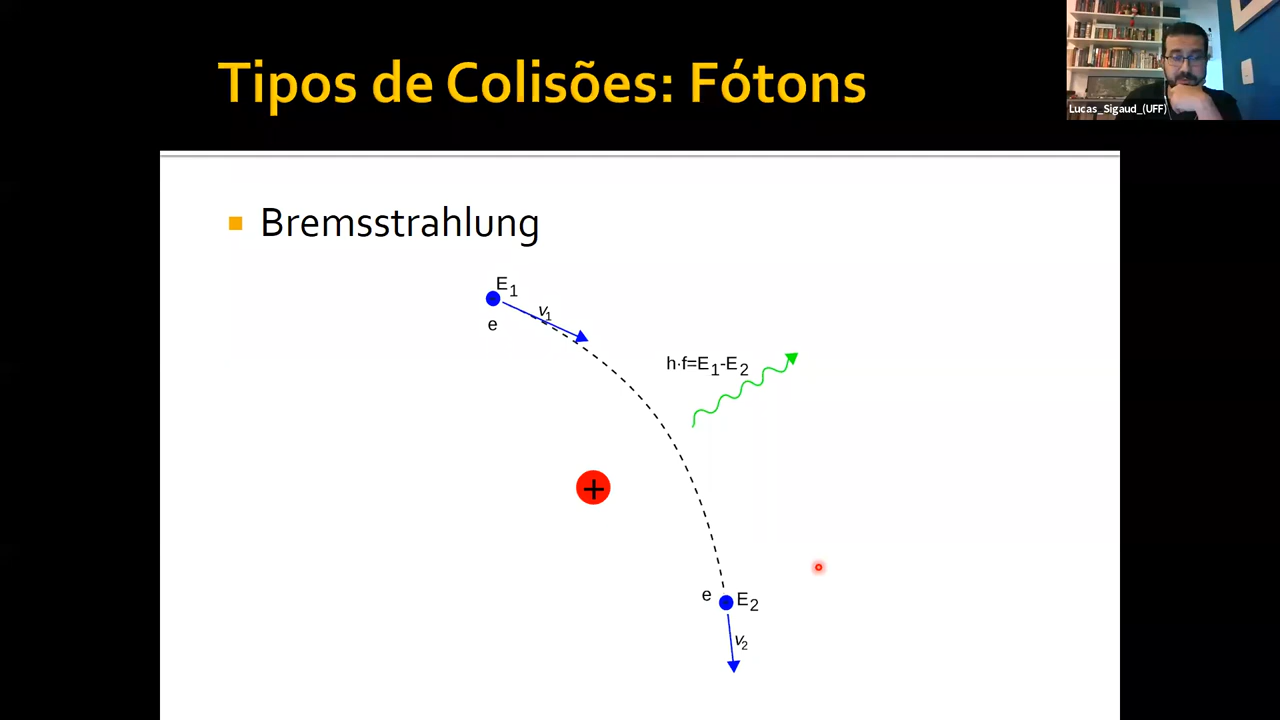 Tipos de Colisões: Fótons
Lucas_Sigaud_(UFF)
Bremsstrahlung
E1
v1
e
h·f=E1-E2
+
e E2
v2